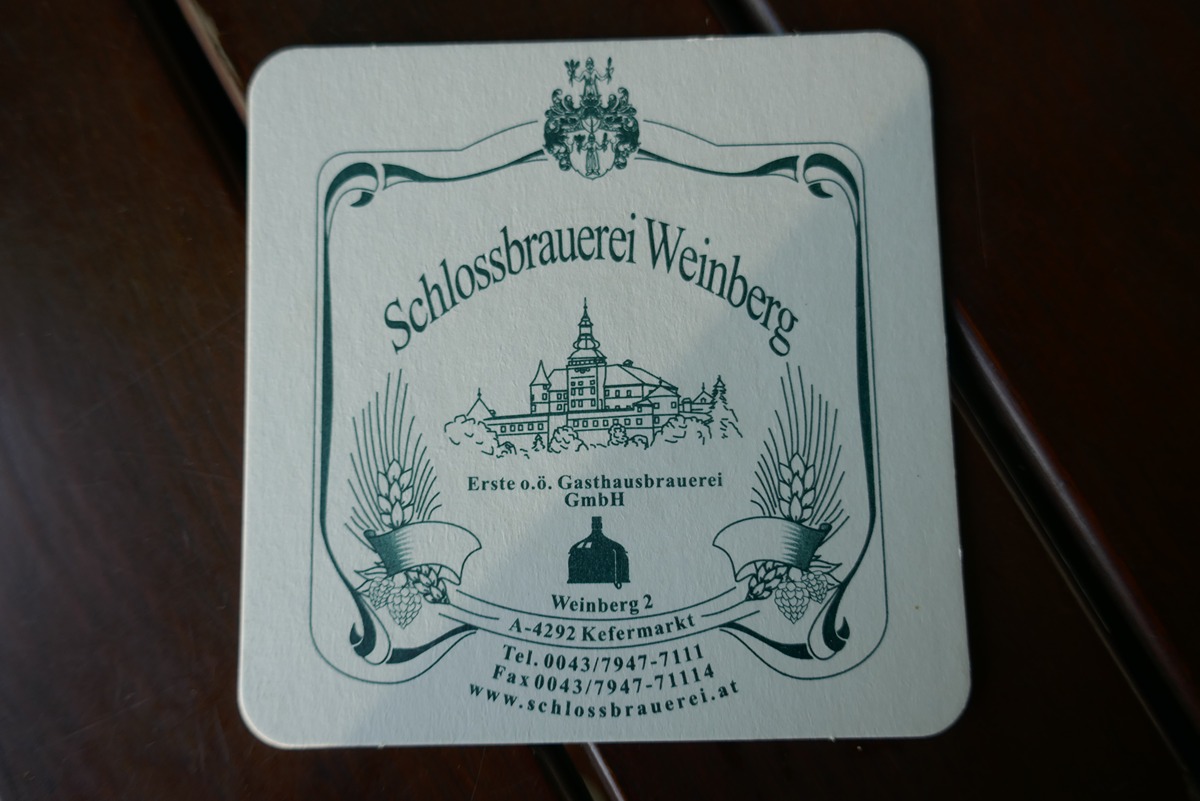 Schlossbrauerei Weinberg
Erste o.ö. Gasthausbrauerei
GmbH
Weinberg 2
A-4292 Kefermarkt
Tel. 0043/7947-7111
Fax 0043/7947-71114
www.schlossbrauerei.at